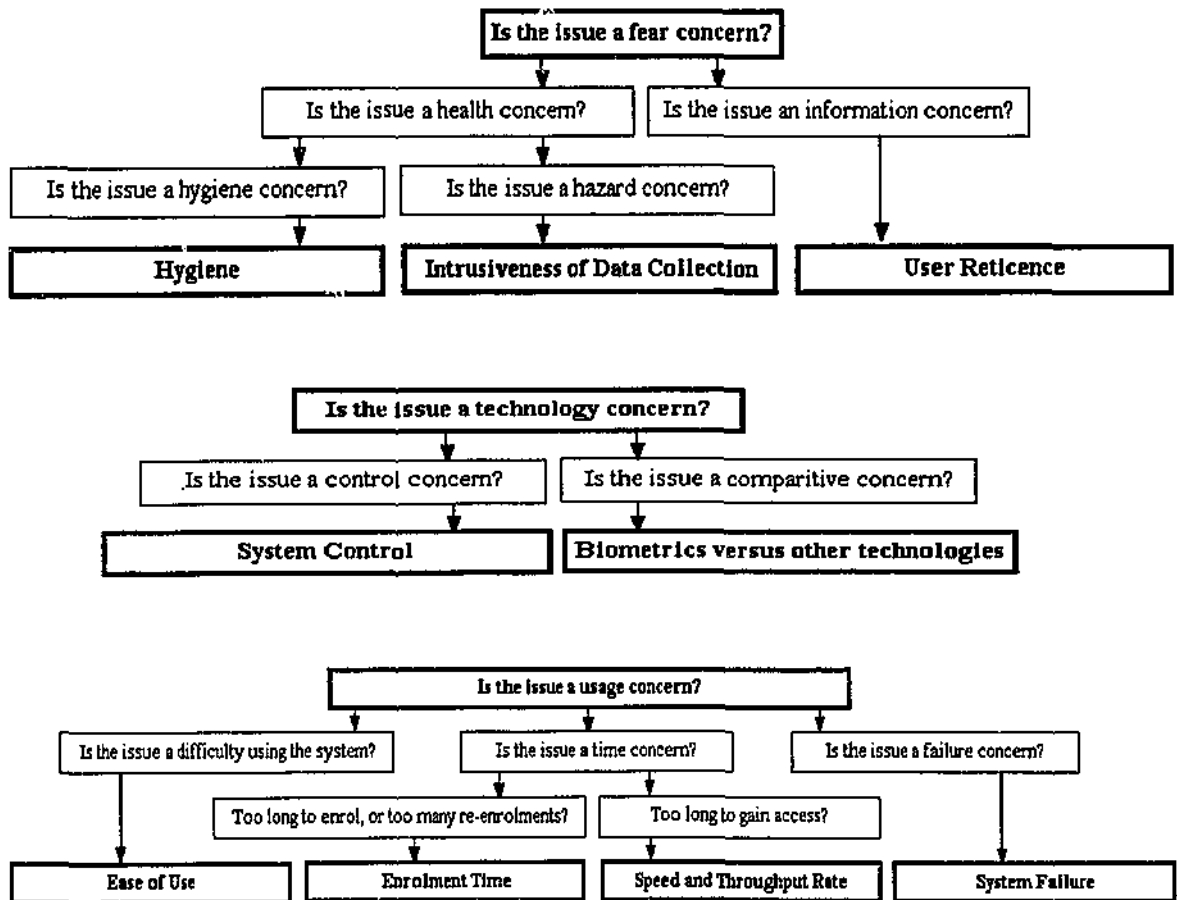 Is the issue a fear concern?
Is the issue a health concern?
Is the issue an information concern?
Is the issue a hygiene concern?
Is the issue a hazard concern?
Hygiene
Intrusiveness of Data Collection
User Reticence
Is the issue a technology concern?
Is the issue a control concern?
Is the issue a comparitive concern?
System Control
Biometrics versus other technologies
Is the issue a usage concern?
Is the issue a difficulty using the system?
Is the issue a time concern?
Is the issue a failure concern?
Too long to enrol, or too many re-enrolments?
Too long to gain access?
Ease of Use
Enrolment Time
Speed and Throughput Rate
System Failure